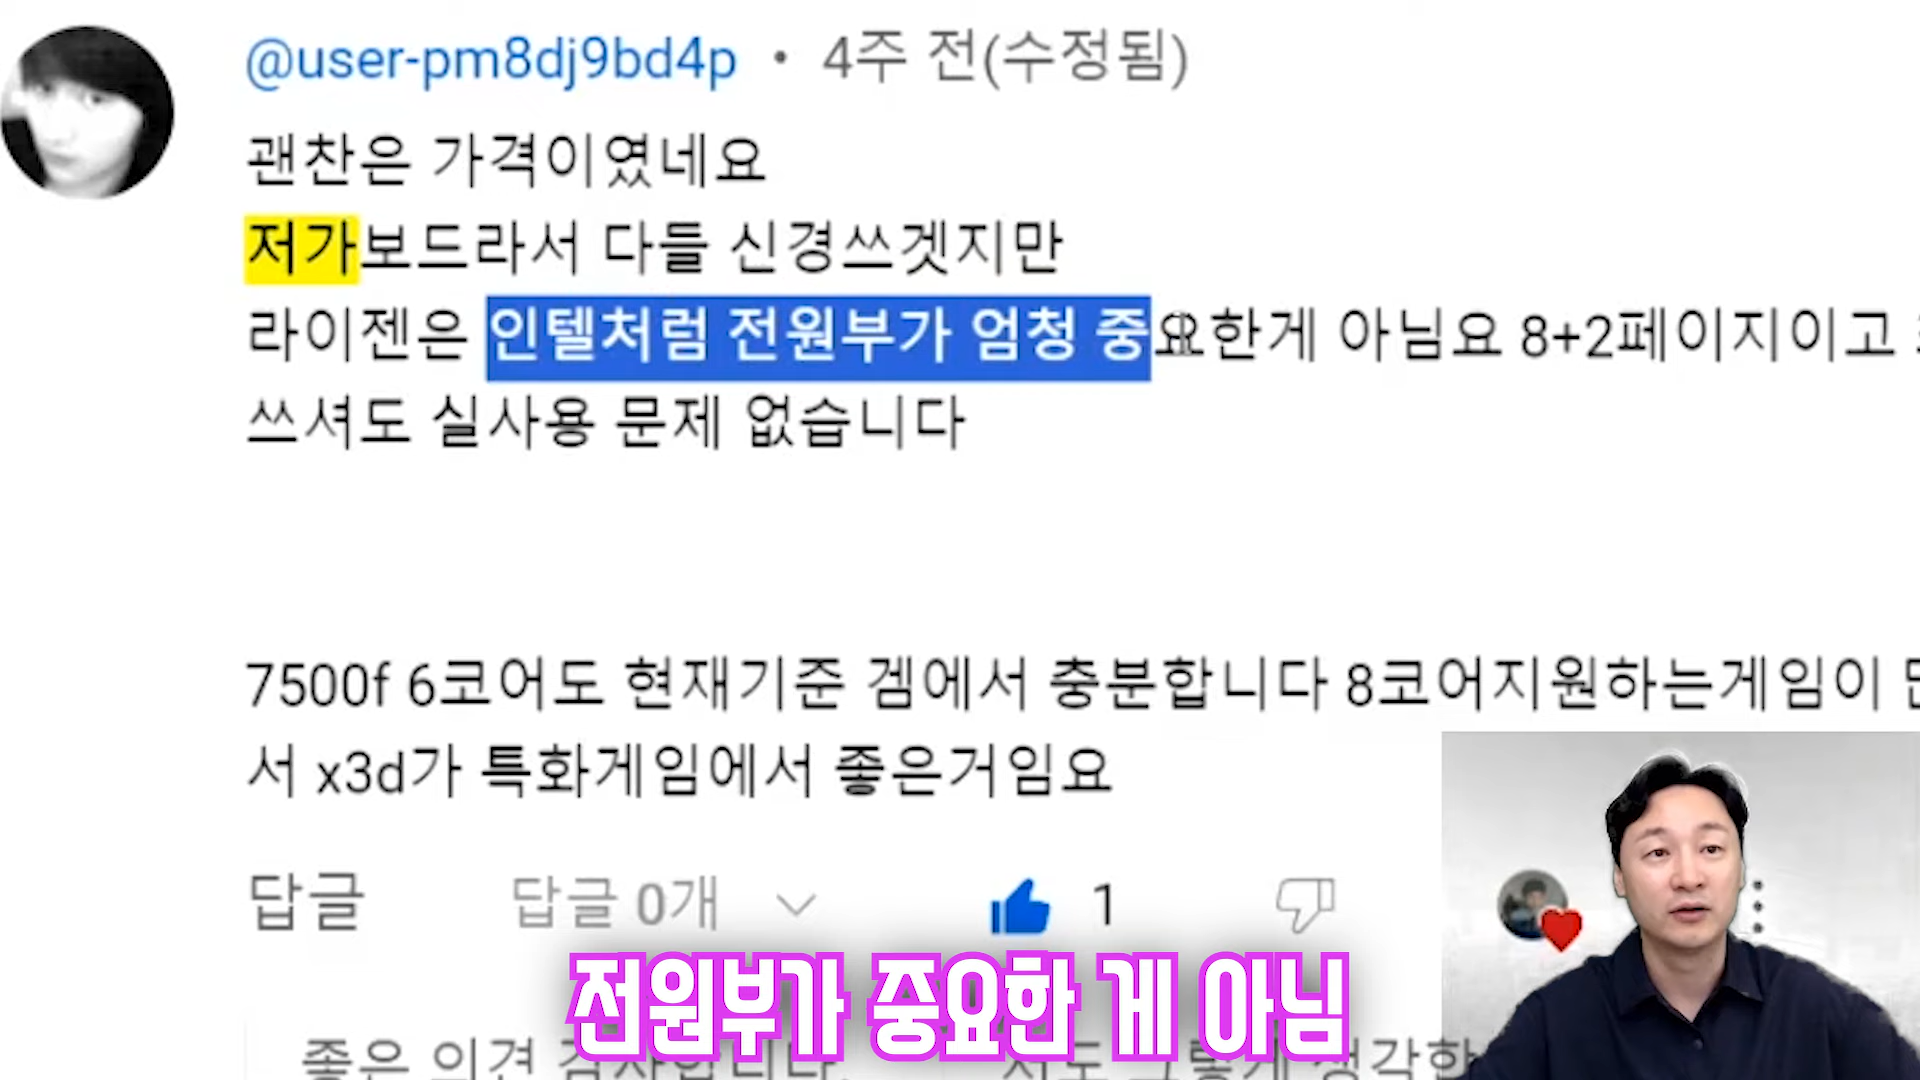 @user-pm8dj9bd4p • 4주 전(수정됨)
괜찬은 가격이였네요
저가보드라서 다들 신경쓰겟지만
라이젠은 인텔처럼 전원부가 엄청 중요한게 아님요 8+2페이지이고
쓰셔도 실사용 문제 없습니다
7500f 6코어도 현재기준 겜에서 충분합니다 8코어지원하는게임이
서 x3d가 특화게임에서 좋은거임요
답글 답글 0개 1
전원부가 중요한 게 아님
좋은 의견 감사합니다.